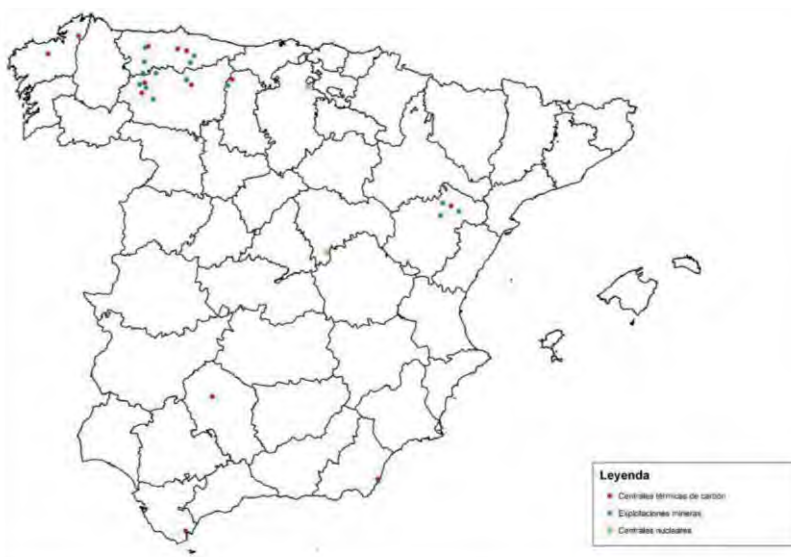 Leyenda
Centrales térmicas de carbón
Explotaciones mineras
Centrales nucleares